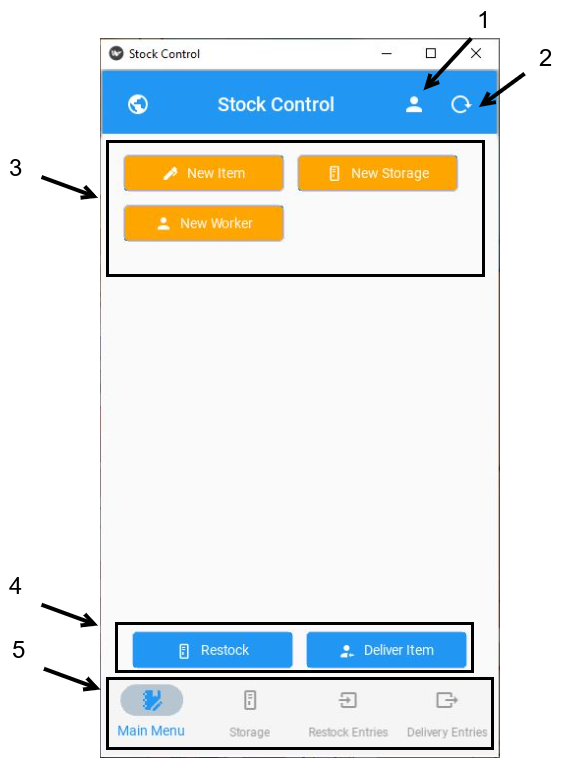 1
Stock Control
2
Stock Control
3
New Item
New Storage
New Worker
4
Restock
Deliver Item
5
Main Menu
Storage
Restock Entries
Delivery Entries